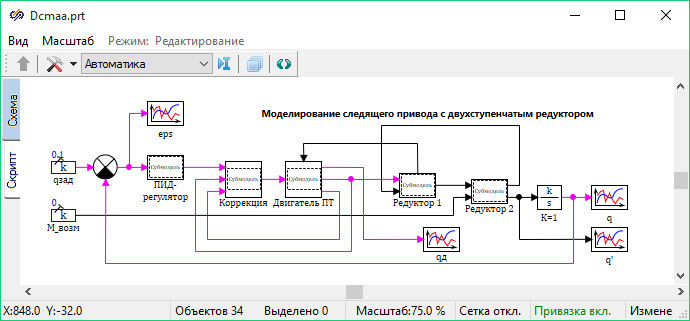 Dcmaa.prt
Вид Масштаб Режим: Редактирование
Автоматика
Схема
Скрипт
Моделирование следящего привода с двухступенчатым редуктором
eps
0.1
k
qзад
Субмодель
ПИД-
регулятор
Субмодель
Коррекция
Субмодель
Двигатель ПТ
Субмодель
Редуктор 1
Субмодель
Редуктор 2
k
s
K=1
q
0
k
М_возм
qд
q'
X:848.0 Y:-32.0 Объектов 34 Выделено 0 Масштаб:75.0 % Сетка откл. Привязка вкл. Измене